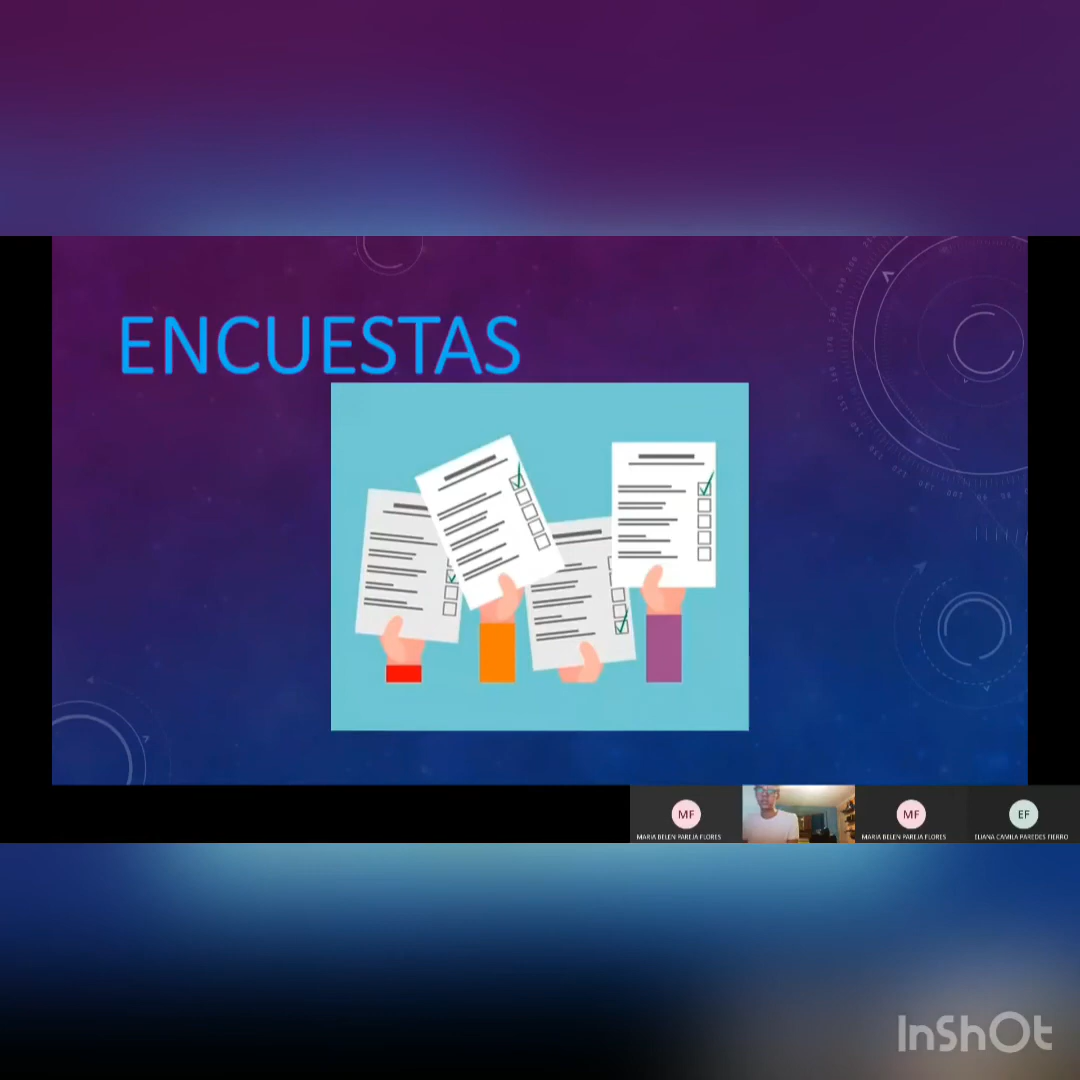 ENCUESTAS
MF
MARIA BELEN PAREJA FLORES
MF
MARIA BELEN PAREJA FLORES
EF
ELIANA CAMILA PAREDES FIERRO
InShOt